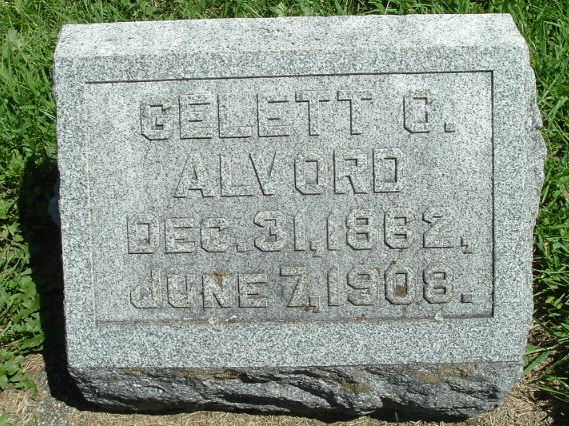 GELETT C.
ALVORD
DEC. 31, 1862,
JUNE 7, 1908.